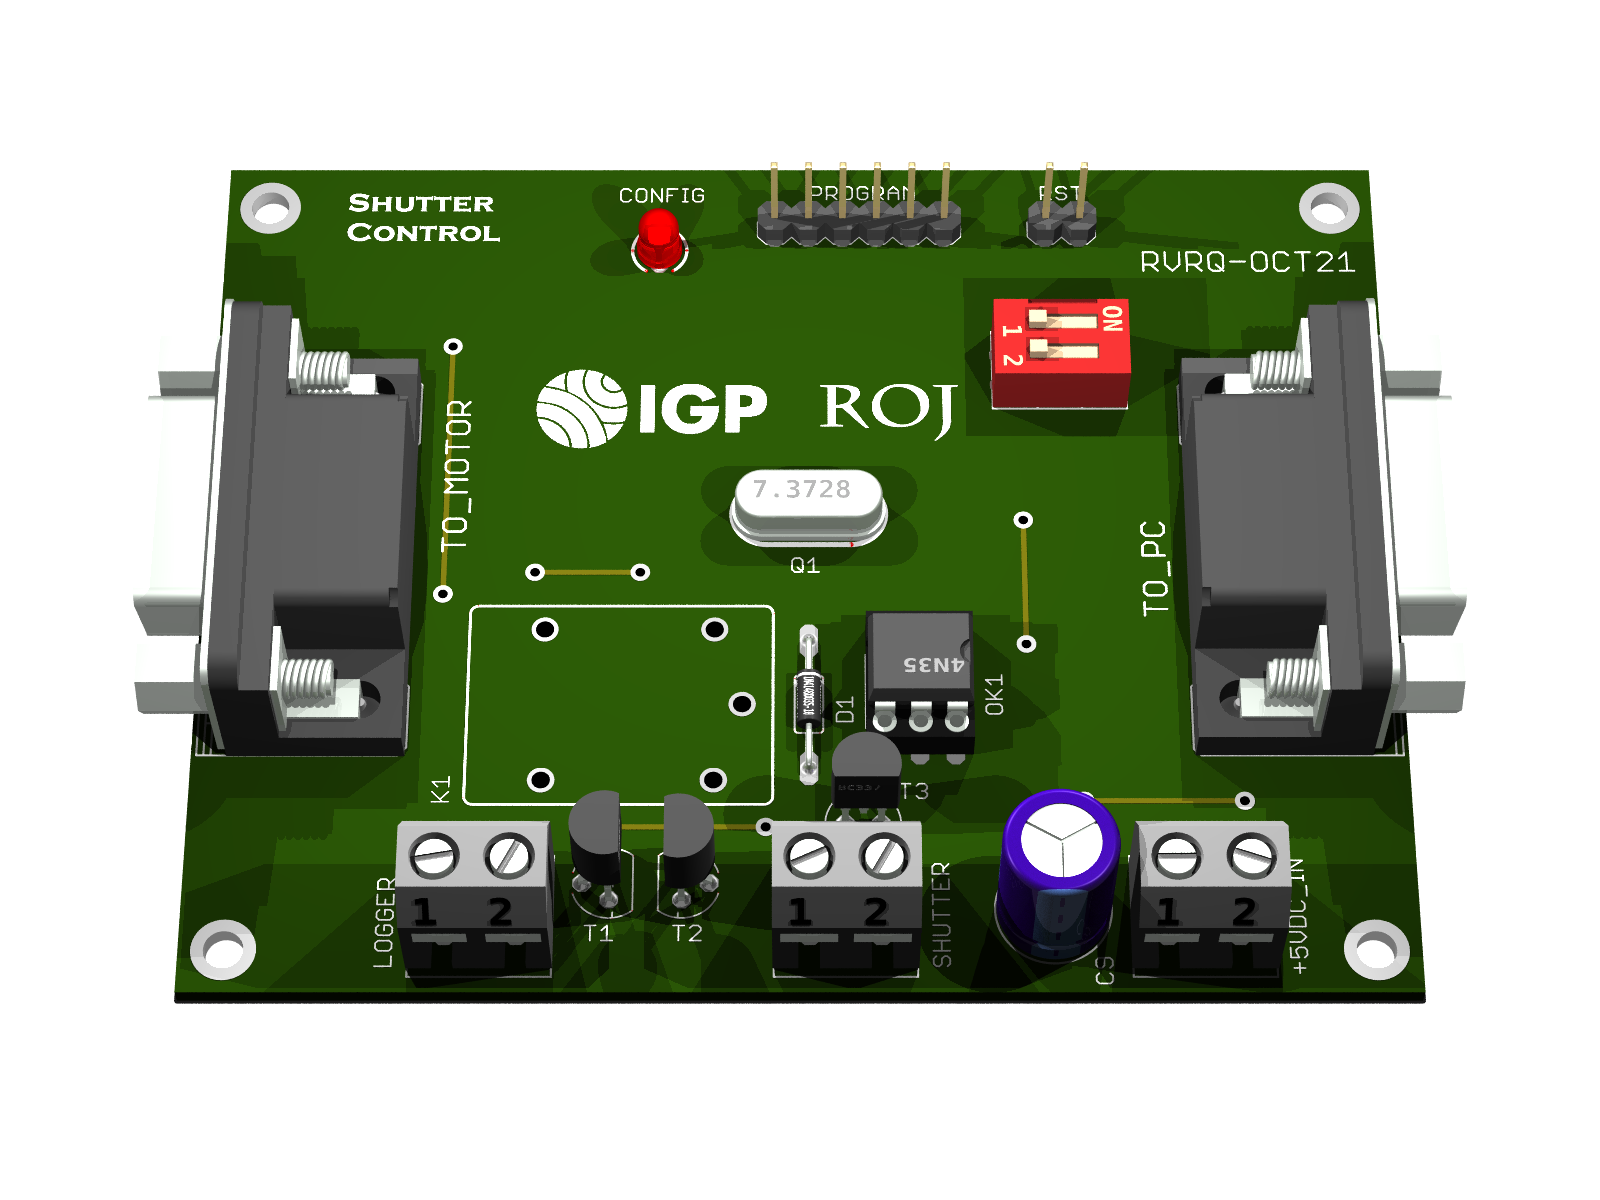 SHUTTER
CONTROL
CONFIG
PROGRAM
RST
RVRQ-OCT21
ON
1
2
TO_MOTOR
IGP
ROJ
7.3728
Q1
TO_PC
4N35
OK1
D1
K1
T3
LOGGER
1 2
T1
T2
1 2
SHUTTER
CS
1 2
+5VDC_IN